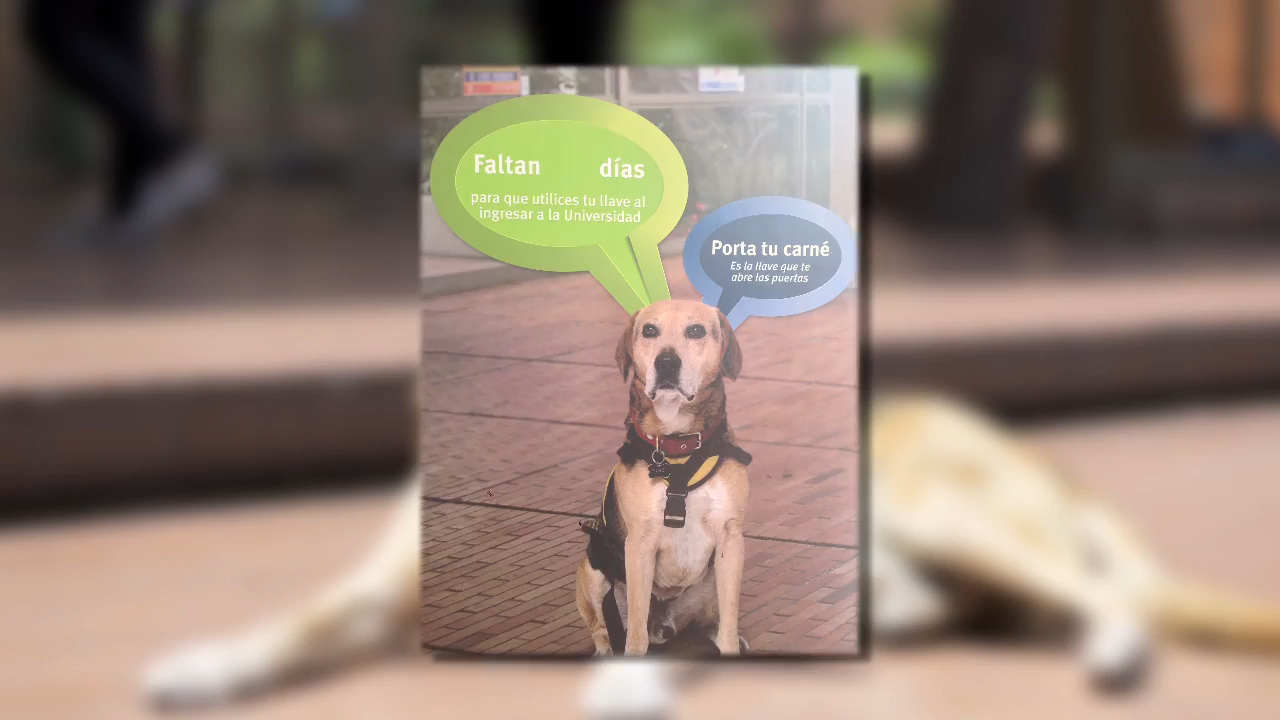 Faltan días
para que utilices tu llave al
ingresar a la Universidad
Porta tu carné
Es la llave que te
abre las puertas